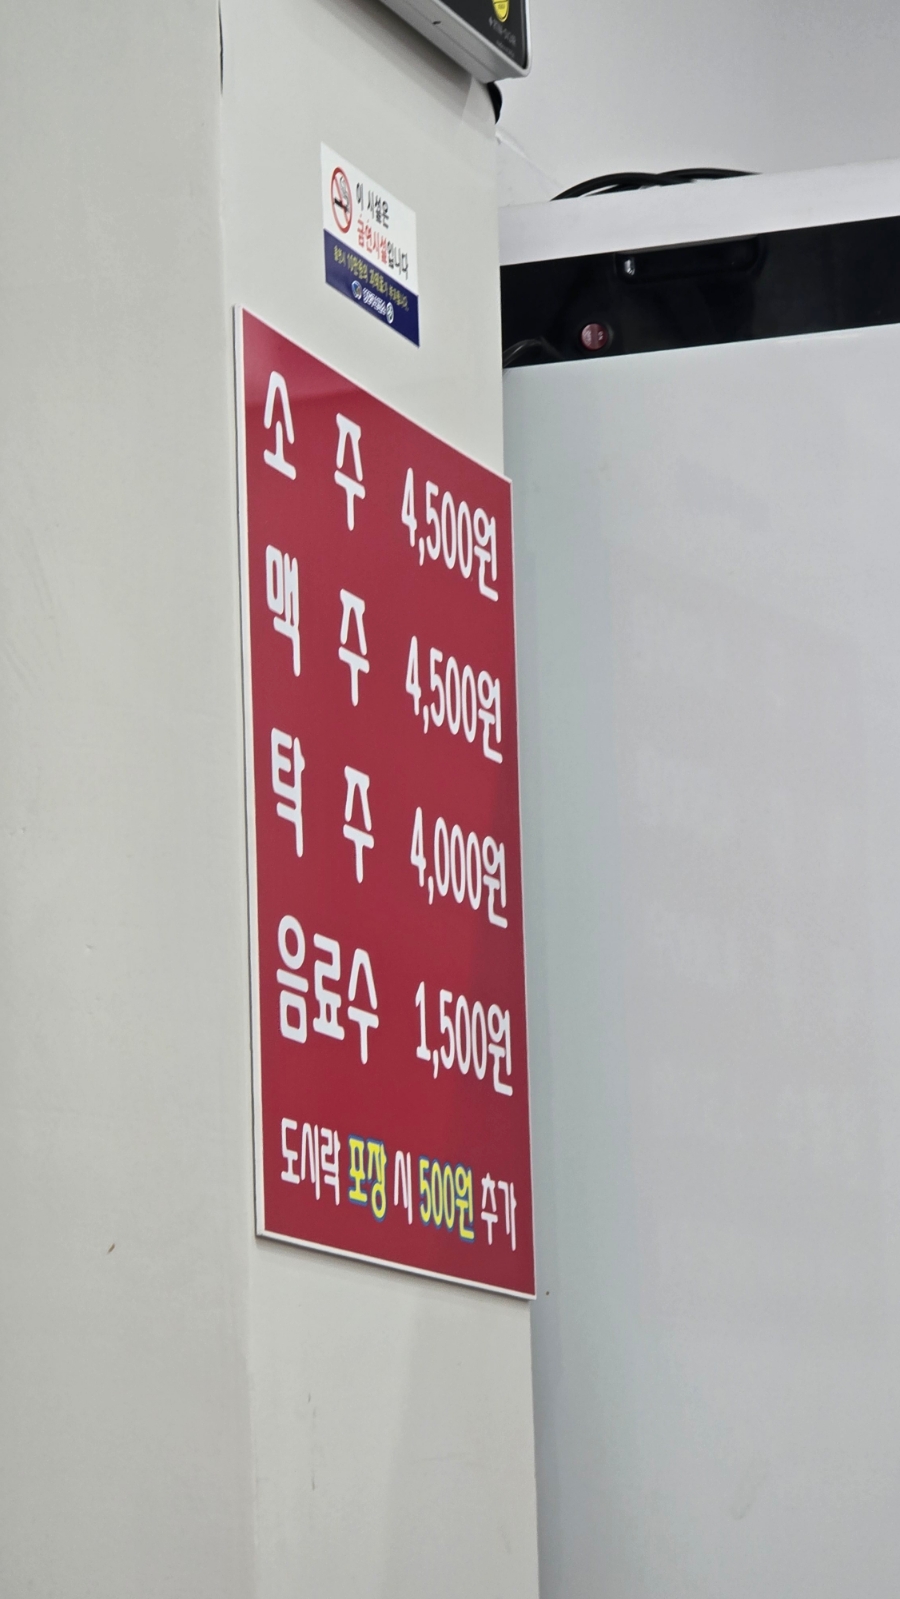 이 시설은
금연시설입니다
소 주 4,500원
맥 주 4,500원
탁 주 4,000원
음료수 1,500원
도시락 포장 시 500원 추가